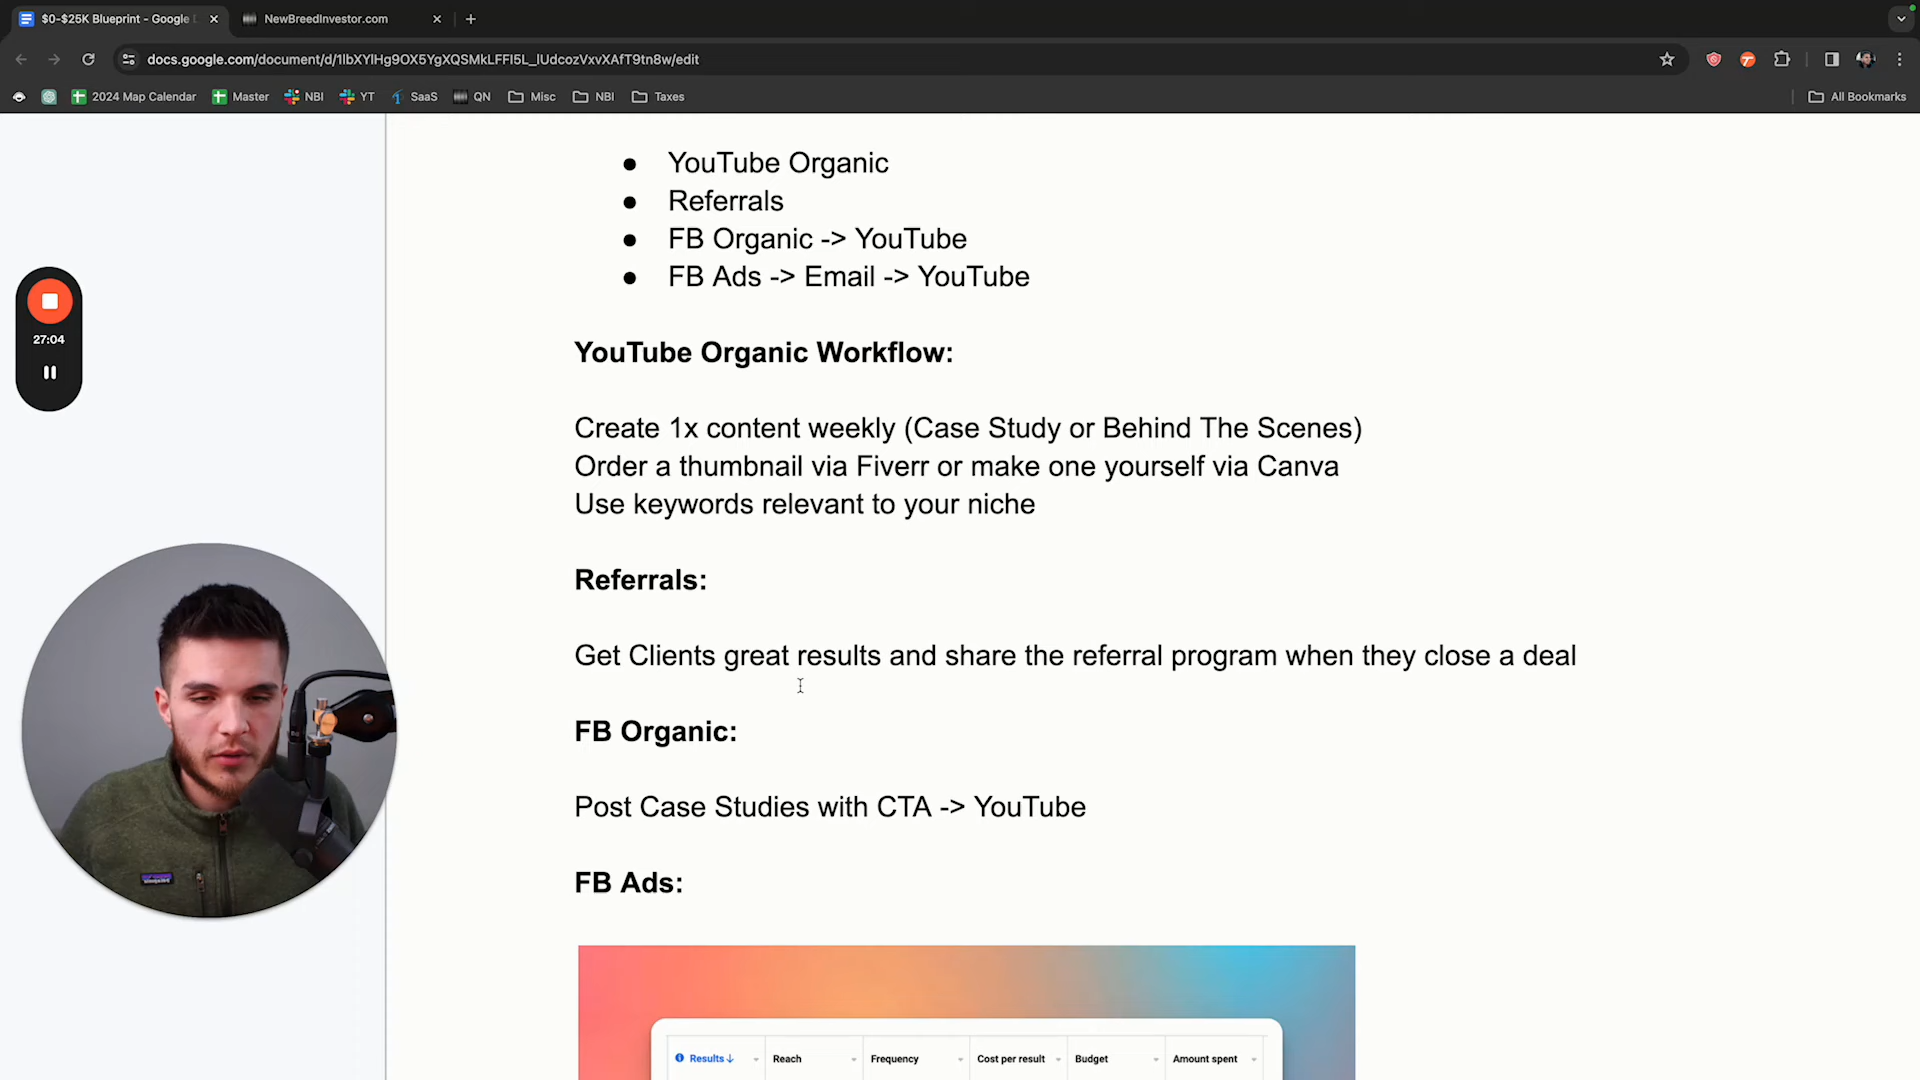 $0-$25K Blueprint - Google
NewBreedInvestor.com
docs.google.com/document/d/1lbXYlHg9OX5YgXQSMkLFFI5L_lUdcozVxvXAfT9tn8w/edit
2024 Map Calendar
Master
NBI
YT
SaaS
QN
Misc
NBI
Taxes
All Bookmarks
● YouTube Organic
● Referrals
● FB Organic -> YouTube
● FB Ads -> Email -> YouTube
27:04
YouTube Organic Workflow:
Create 1x content weekly (Case Study or Behind The Scenes)
Order a thumbnail via Fiverr or make one yourself via Canva
Use keywords relevant to your niche
Referrals:
Get Clients great results and share the referral program when they close a deal
FB Organic:
Post Case Studies with CTA -> YouTube
FB Ads:
Results↓
Reach
Frequency
Cost per result
Budget
Amount spent